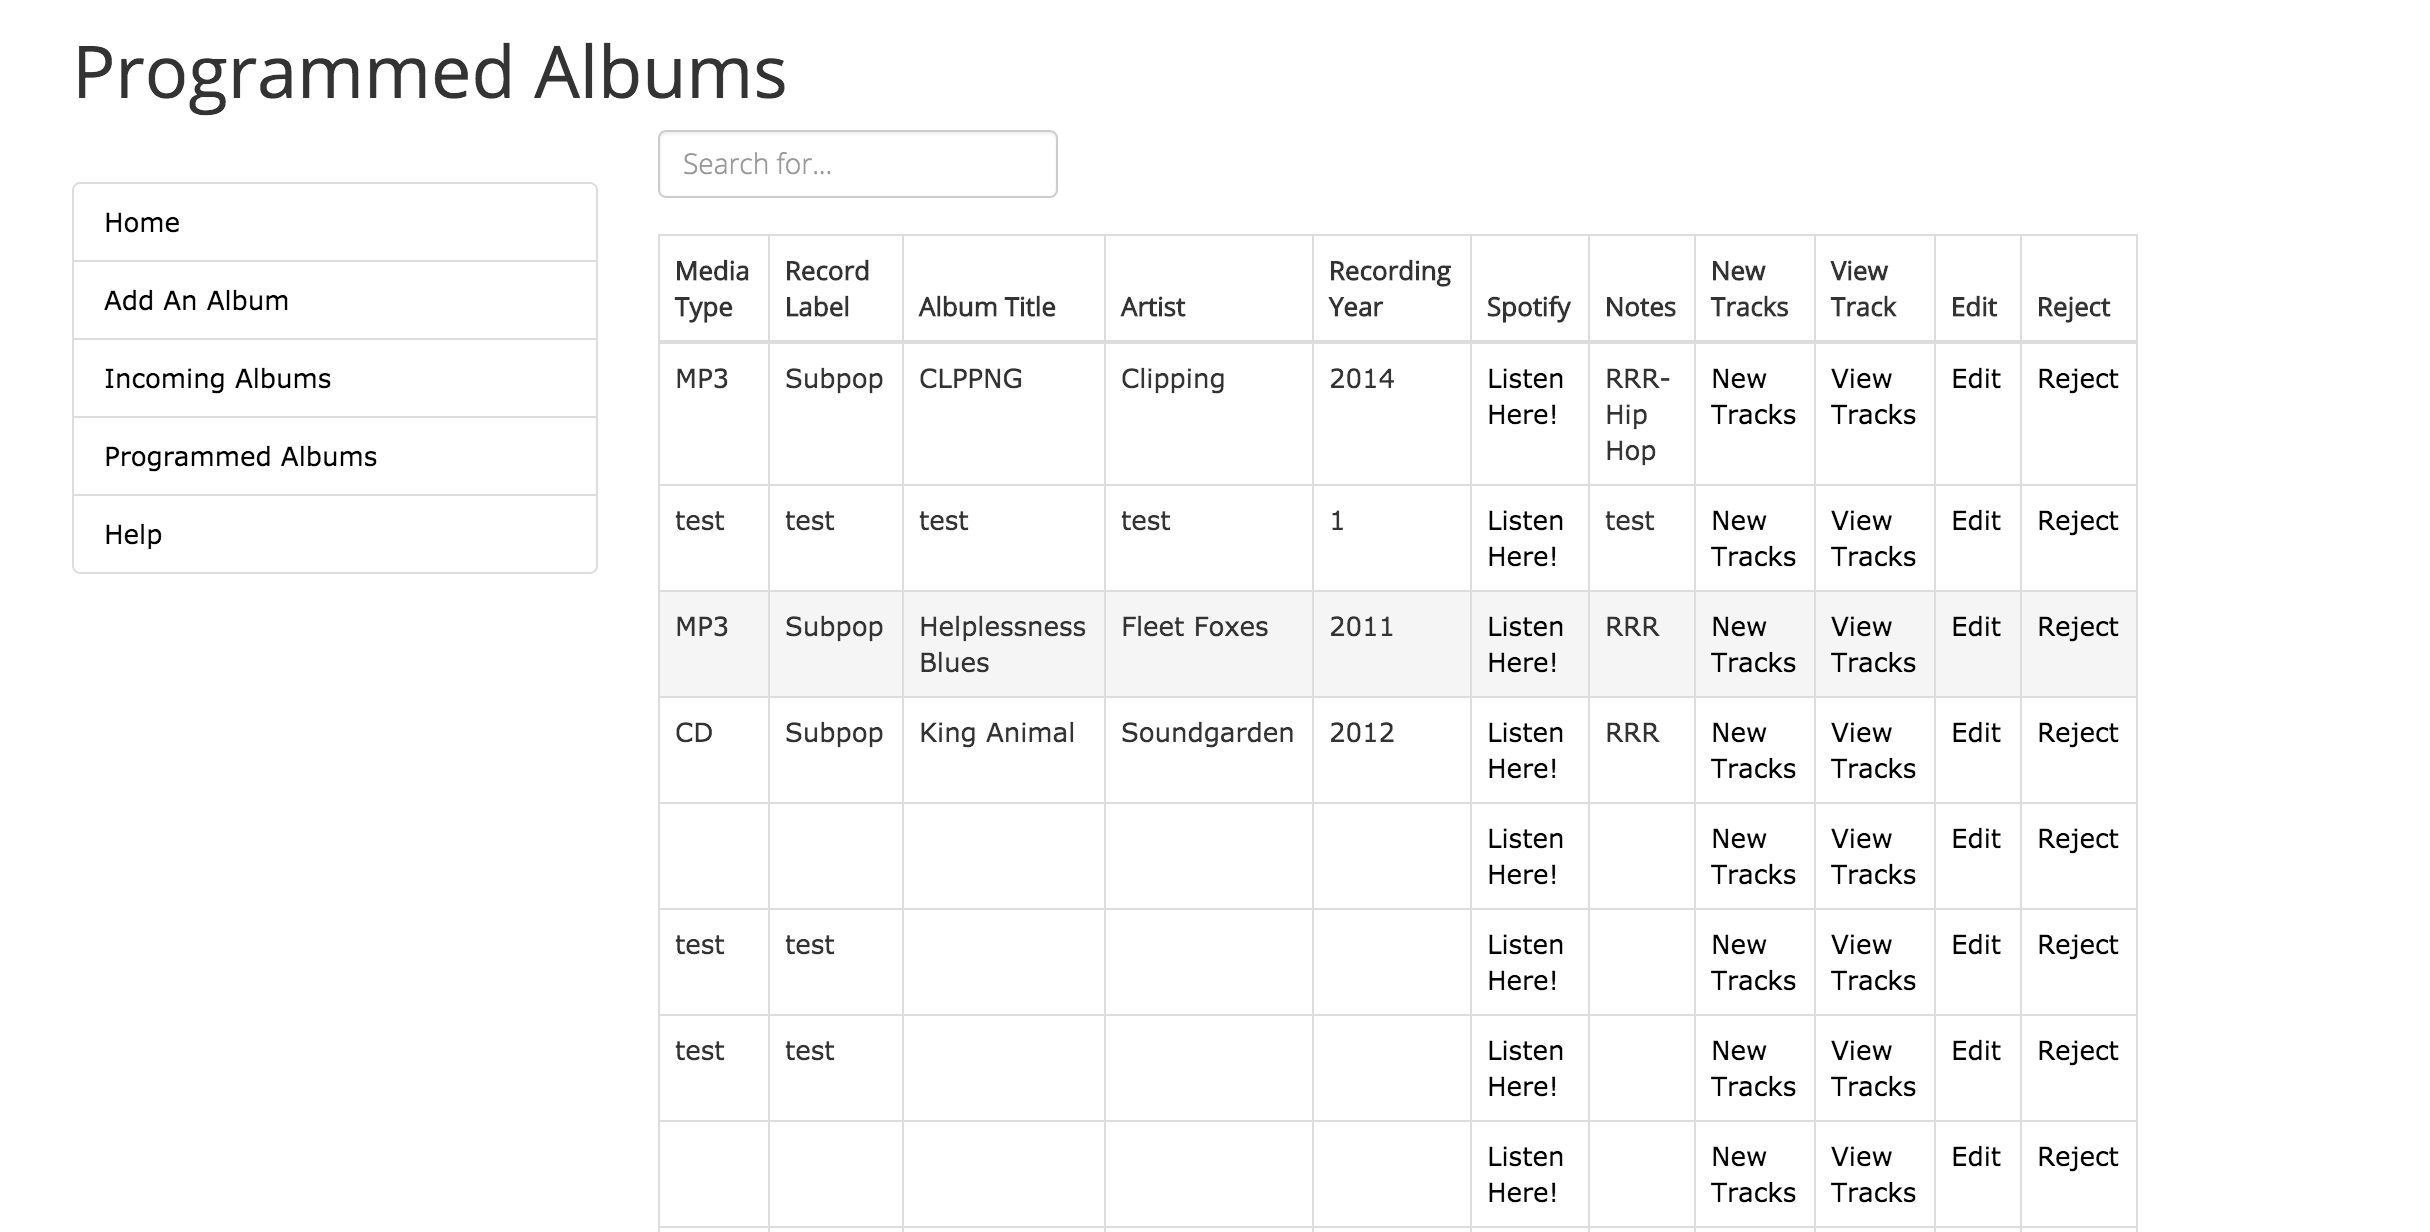 Programmed Albums
Search for...
Home
Add An Album
Incoming Albums
Programmed Albums
Help
Media Type Record Label Album Title Artist Recording Year Spotify Notes New Tracks View Track Edit Reject
MP3 Subpop CLPPNG Clipping 2014 Listen Here! RRR-Hip Hop New Tracks View Tracks Edit Reject
test test test test 1 Listen Here! test New Tracks View Tracks Edit Reject
MP3 Subpop Helplessness Blues Fleet Foxes 2011 Listen Here! RRR New Tracks View Tracks Edit Reject
CD Subpop King Animal Soundgarden 2012 Listen Here! RRR New Tracks View Tracks Edit Reject
Listen Here! New Tracks View Tracks Edit Reject
test test Listen Here! New Tracks View Tracks Edit Reject
test test Listen Here! New Tracks View Tracks Edit Reject
Listen Here! New Tracks View Tracks Edit Reject